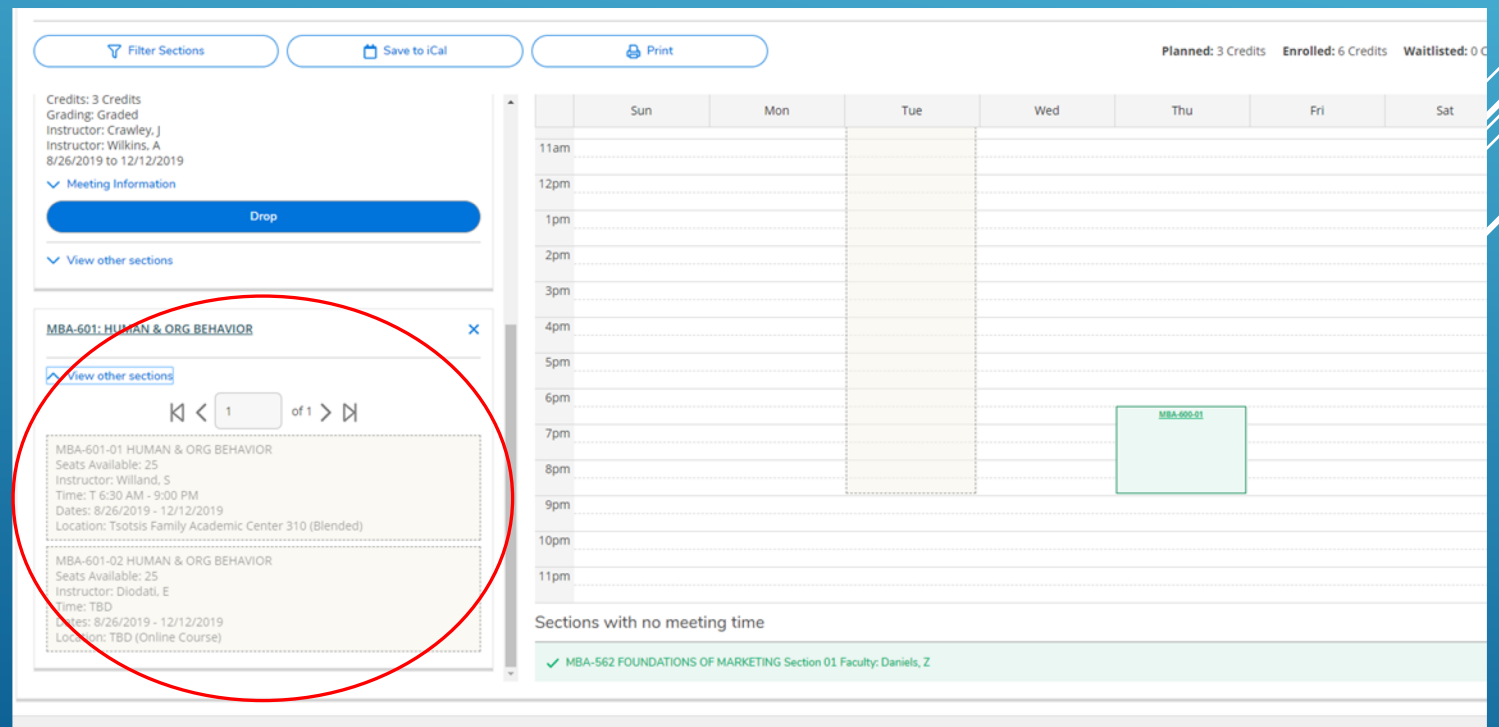 Filter Sections
Save to iCal
Print
Planned: 3 Credits Enrolled: 6 Credits Waitlisted: 0
Credits: 3 Credits
Grading: Graded
Instructor: Crawley, J
Instructor: Wilkins, A
8/26/2019 to 12/12/2019
Meeting Information
Drop
View other sections
MBA-601: HUMAN & ORG BEHAVIOR
View other sections
1 of 1
MBA-601-01 HUMAN & ORG BEHAVIOR
Seats Available: 25
Instructor: Willand, S
Time: T 6:30 AM - 9:00 PM
Dates: 8/26/2019 - 12/12/2019
Location: Tsotsis Family Academic Center 310 (Blended)
MBA-601-02 HUMAN & ORG BEHAVIOR
Seats Available: 25
Instructor: Diodati, E
Time: TBD
Dates: 8/26/2019 - 12/12/2019
Location: TBD (Online Course)
Sun Mon Tue Wed Thu Fri Sat
11am
12pm
1pm
2pm
3pm
4pm
5pm
6pm
MBA-600-01
7pm
8pm
9pm
10pm
11pm
Sections with no meeting time
MBA-562 FOUNDATIONS OF MARKETING Section 01 Faculty: Daniels, Z